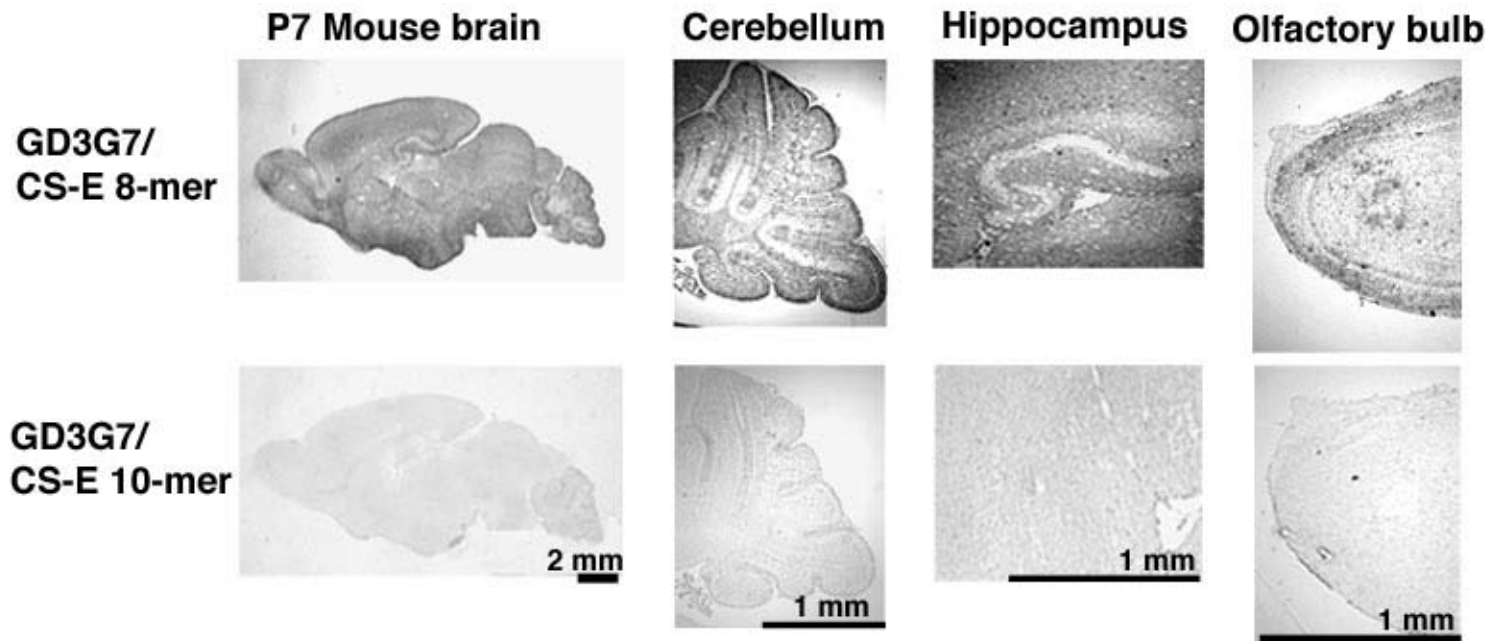 P7 Mouse brain
Cerebellum
Hippocampus
Olfactory bulb
GD3G7/
CS-E 8-mer
GD3G7/
CS-E 10-mer
2 mm
1 mm
1 mm
1 mm